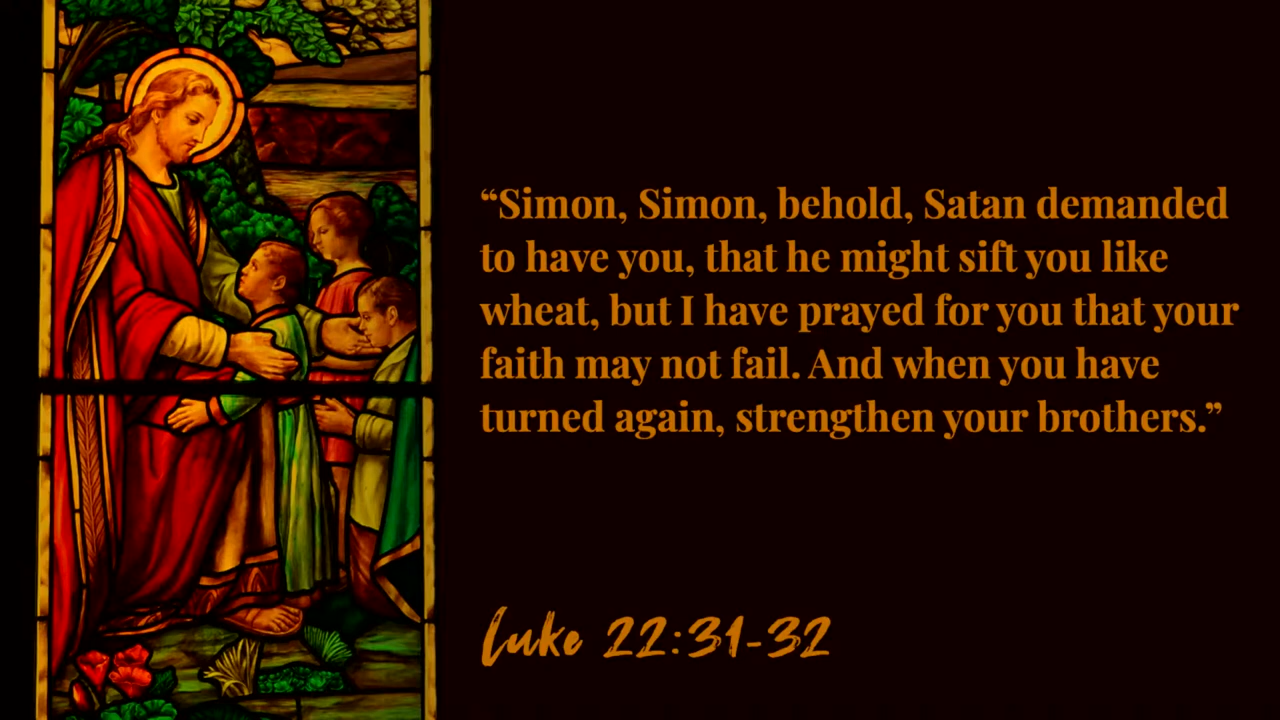 “Simon, Simon, behold, Satan demanded
to have you, that he might sift you like
wheat, but I have prayed for you that your
faith may not fail. And when you have
turned again, strengthen your brothers.”
Luke 22:31-32